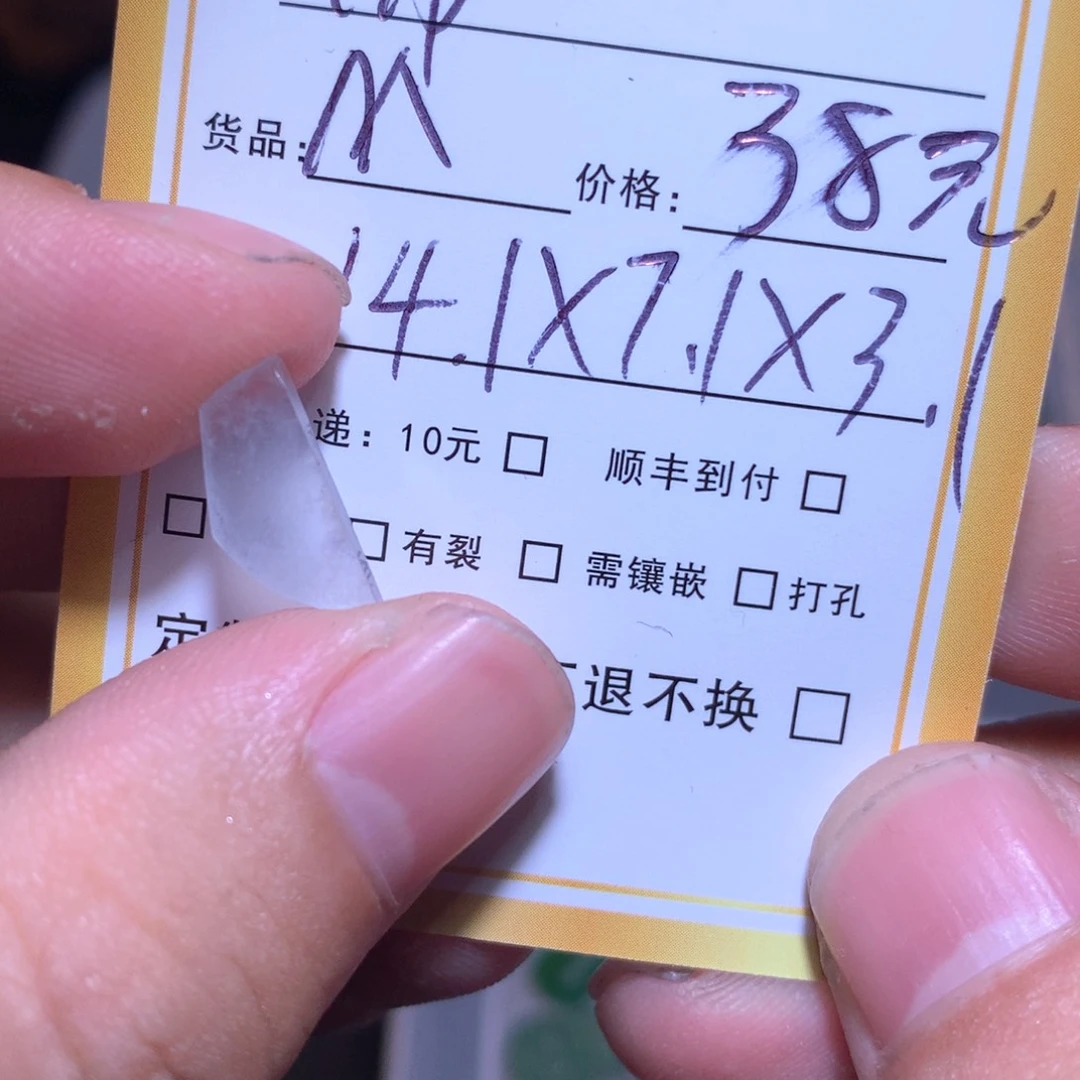 货品: M 价格: 38元
14.1X7.1X3.1
递: 10元 □ 顺丰到付 □
□ □ 有裂 □ 需镶嵌 □ 打孔
定 退不换 □